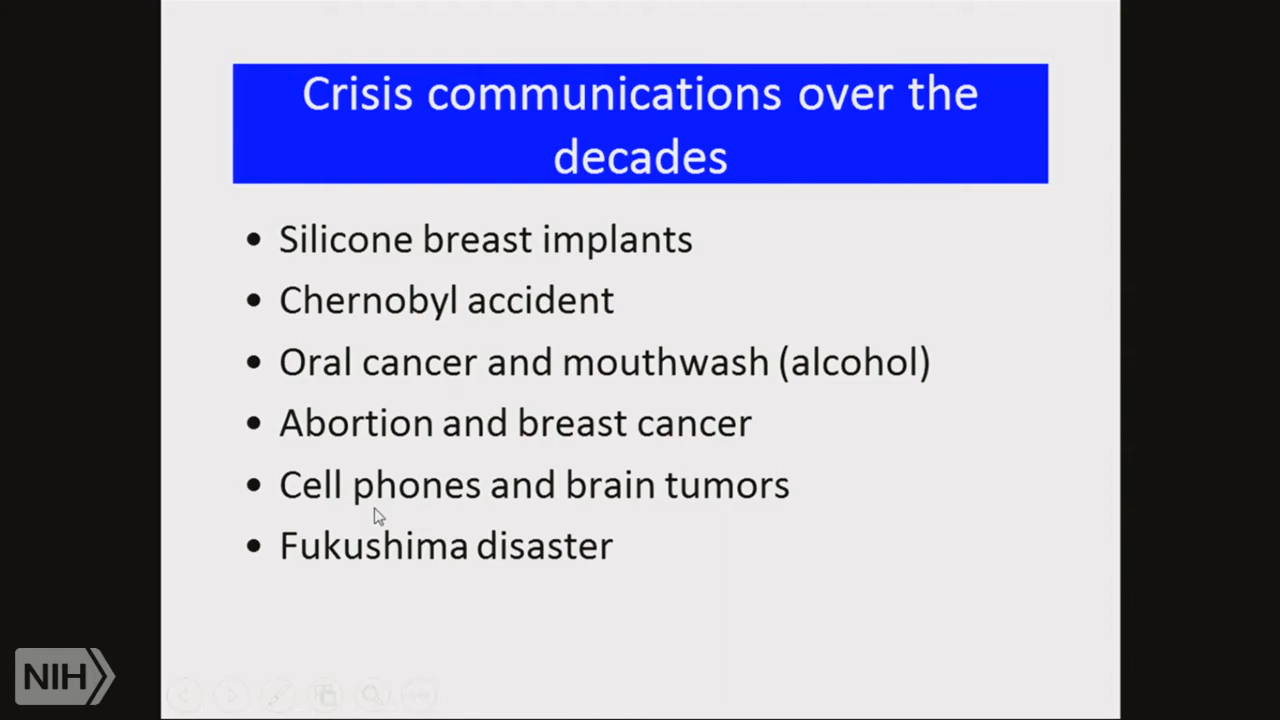 Crisis communications over the
decades
• Silicone breast implants
• Chernobyl accident
• Oral cancer and mouthwash (alcohol)
• Abortion and breast cancer
• Cell phones and brain tumors
• Fukushima disaster
NIH